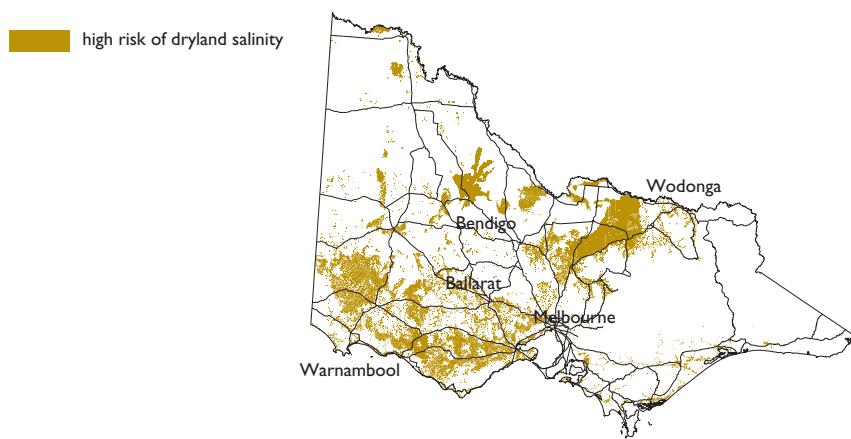 high risk of dryland salinity
Wodonga
Bendigo
Ballarat
Melbourne
Warnambool